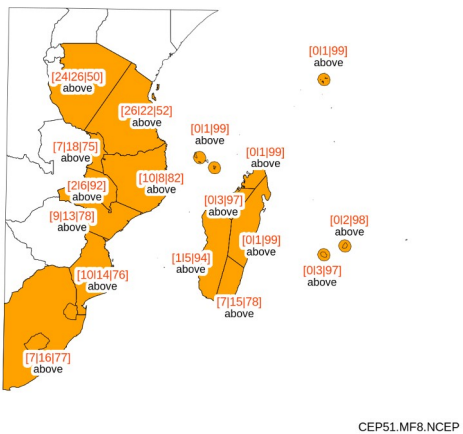 [0|1|99]
above
[24|26|50]
above
[26|22|52]
above
[0|1|99]
above
[7|18|75]
above
[0|1|99]
above
[2|6|92]
above
[10|8|82]
above
[0|3|97]
above
[9|13|78]
above
[0|2|98]
above
[0|1|99]
above
[1|5|94]
above
[0|3|97]
above
[10|14|76]
above
[7|15|78]
above
[7|16|77]
above
CEP51.MF8.NCEP